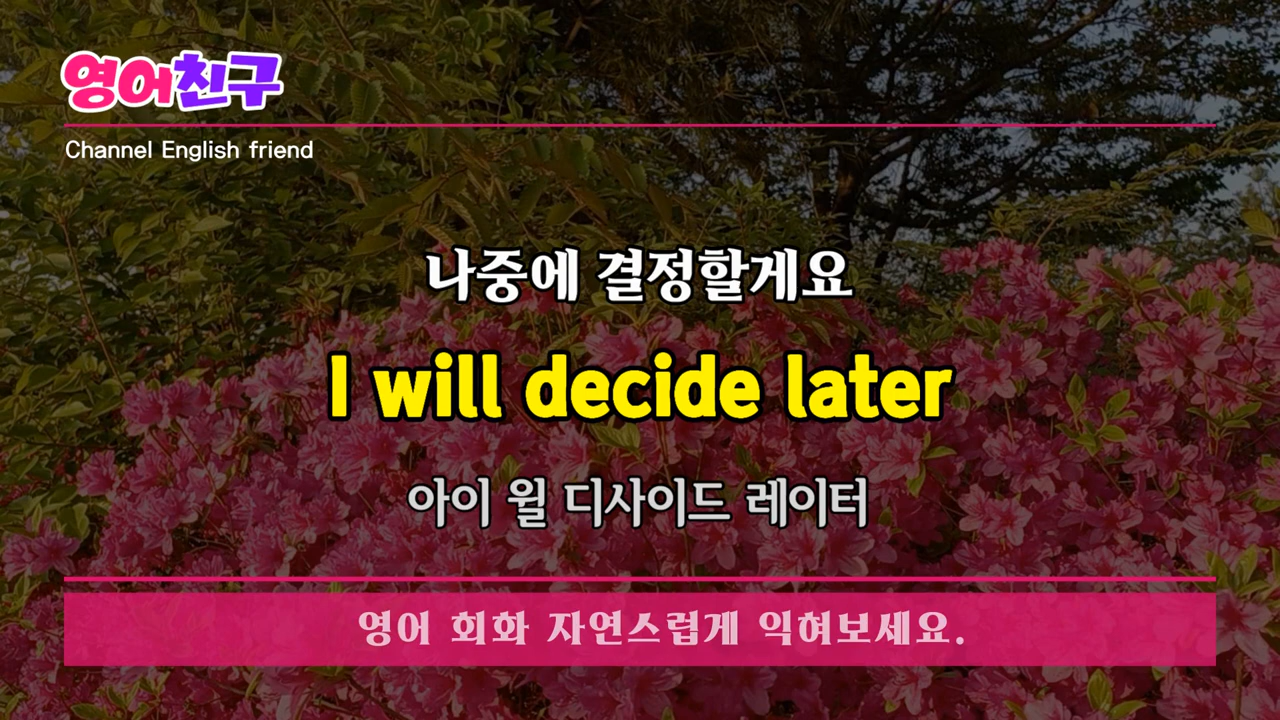 영어친구
Channel English friend
나중에 결정할게요
I will decide later
아이 윌 디사이드 레이터
영어 회화 자연스럽게 익혀보세요.